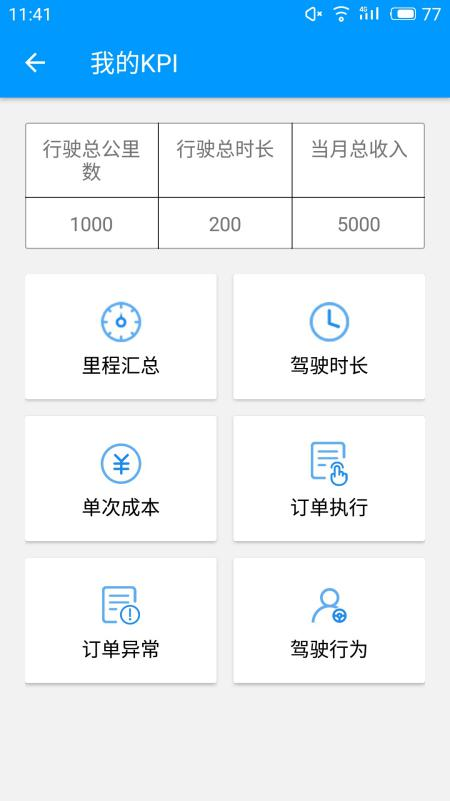 11:41
4G
77
我的KPI
行驶总公里
数
行驶总时长
当月总收入
1000
200
5000
里程汇总
驾驶时长
单次成本
订单执行
订单异常
驾驶行为